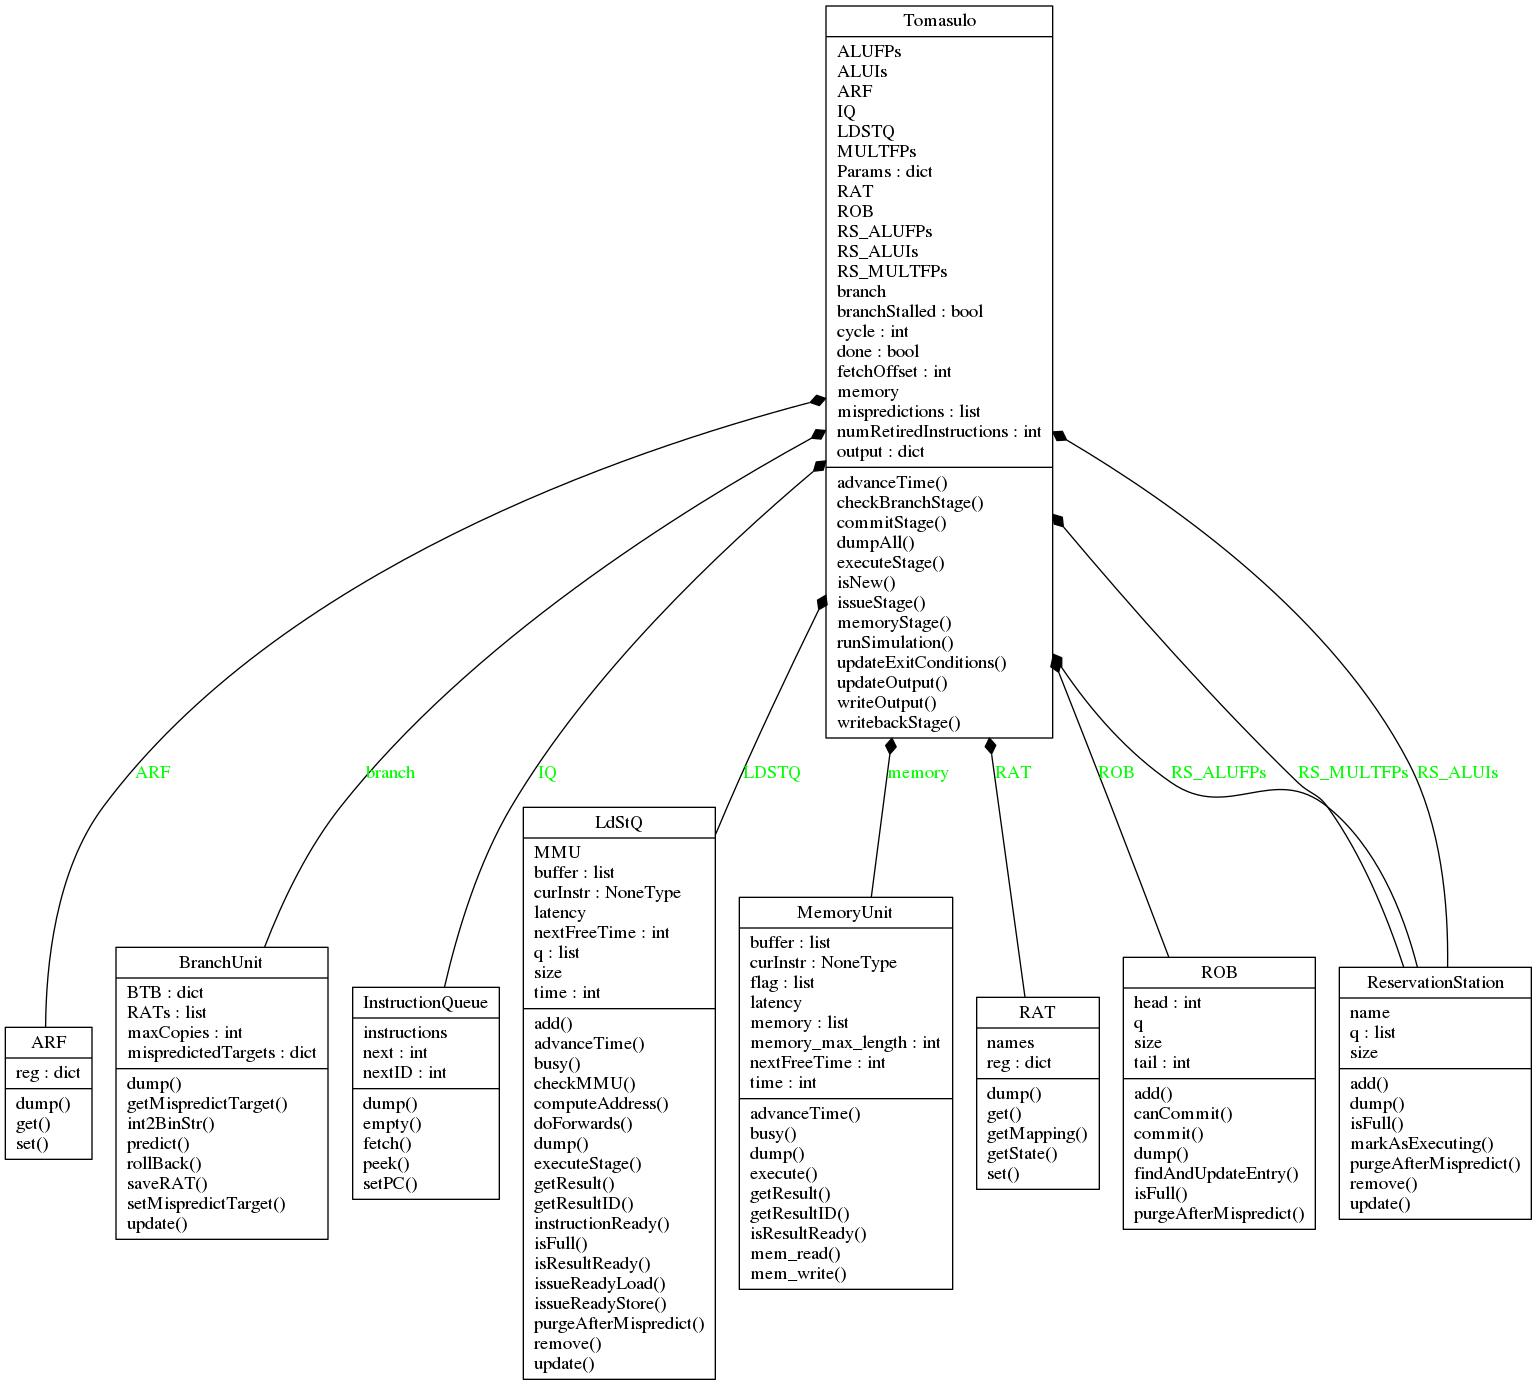 Tomasulo
ALUFPs
ALUIs
ARF
IQ
LDSTQ
MULTFPs
Params : dict
RAT
ROB
RS_ALUFPs
RS_ALUIs
RS_MULTFPs
branch
branchStalled : bool
cycle : int
done : bool
fetchOffset : int
memory
mispredictions : list
numRetiredInstructions : int
output : dict
advanceTime()
checkBranchStage()
commitStage()
dumpAll()
executeStage()
isNew()
issueStage()
memoryStage()
runSimulation()
updateExitConditions()
updateOutput()
writeOutput()
writebackStage()
ARF
branch
IQ
LDSTQ
memory
RAT
ROB
RS_ALUFPs
RS_MULTFPs
RS_ALUIs
ARF
reg : dict
dump()
get()
set()
BranchUnit
BTB : dict
RATs : list
maxCopies : int
mispredictedTargets : dict
dump()
getMispredictTarget()
int2BinStr()
predict()
rollBack()
saveRAT()
setMispredictTarget()
update()
InstructionQueue
instructions
next : int
nextID : int
dump()
empty()
fetch()
peek()
setPC()
LdStQ
MMU
buffer : list
curInstr : NoneType
latency
nextFreeTime : int
q : list
size
time : int
add()
advanceTime()
busy()
checkMMU()
computeAddress()
doForwards()
dump()
executeStage()
getResult()
getResultID()
instructionReady()
isFull()
isResultReady()
issueReadyLoad()
issueReadyStore()
purgeAfterMispredict()
remove()
update()
MemoryUnit
buffer : list
curInstr : NoneType
flag : list
latency
memory : list
memory_max_length : int
nextFreeTime : int
time : int
advanceTime()
busy()
dump()
execute()
getResult()
getResultID()
isResultReady()
mem_read()
mem_write()
RAT
names
reg : dict
dump()
get()
getMapping()
getState()
set()
ROB
head : int
q
size
tail : int
add()
canCommit()
commit()
dump()
findAndUpdateEntry()
isFull()
purgeAfterMispredict()
ReservationStation
name
q : list
size
add()
dump()
isFull()
markAsExecuting()
purgeAfterMispredict()
remove()
update()